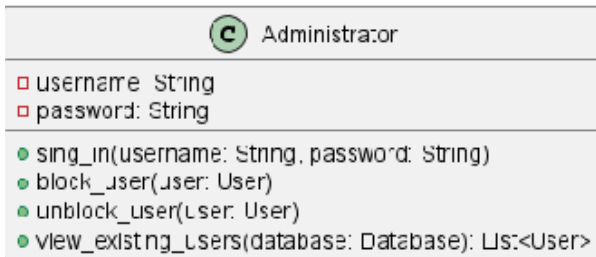 C Administrator
username: String
password: String
sing_in(username: String, password: String)
block_user(user: User)
unblock_user(user: User)
view_existing_users(database: Database): List<User>